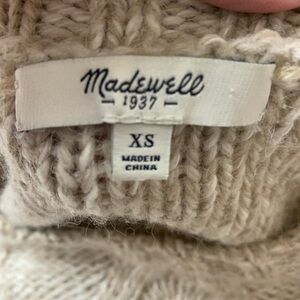 Madewell
— 1937 —
XS
MADE IN
CHINA